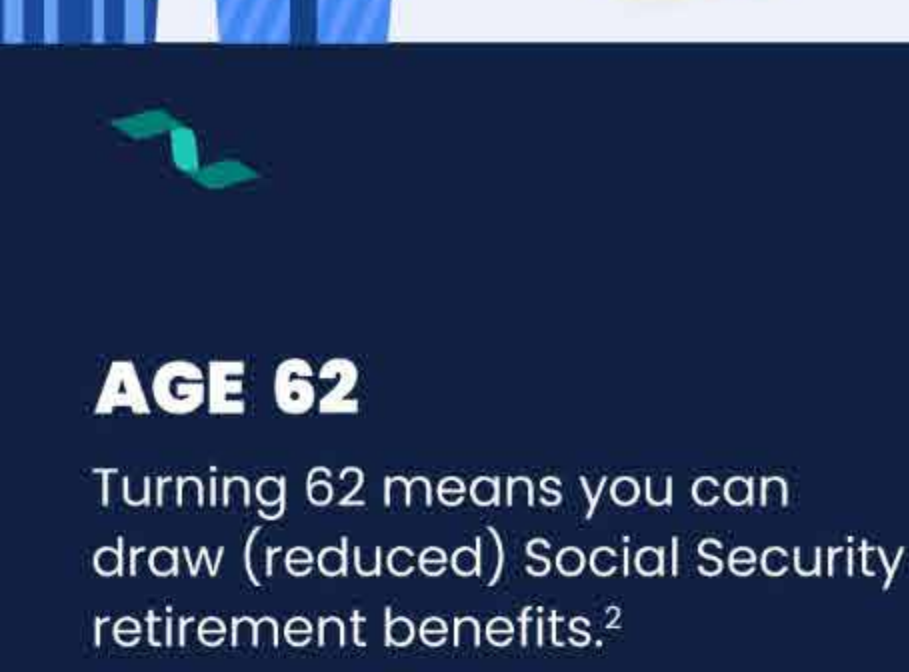 AGE 62
Turning 62 means you can
draw (reduced) Social Security
retirement benefits.²